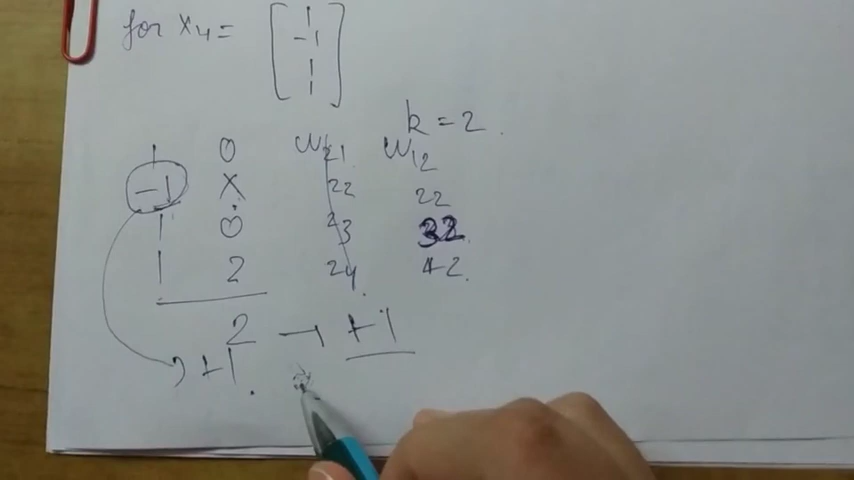 for x4 =
1
-1
1
1
k = 2
1 0 W21 W12
-1 X 22 22
1 0 23 32
1 2 24 42
2 → +1
+1